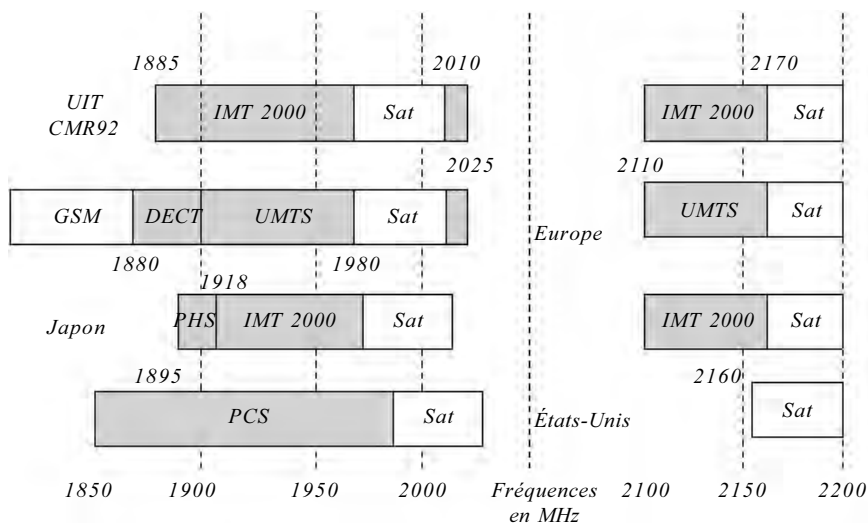 1885 2010 2170
UIT
CMR92
IMT 2000 Sat IMT 2000 Sat
2025 2110
GSM DECT UMTS Sat UMTS Sat
Europe
1880 1980
1918
Japon PHS IMT 2000 Sat IMT 2000 Sat
1895 2160
PCS Sat États-Unis Sat
1850 1900 1950 2000 Fréquences 2100 2150 2200
en MHz